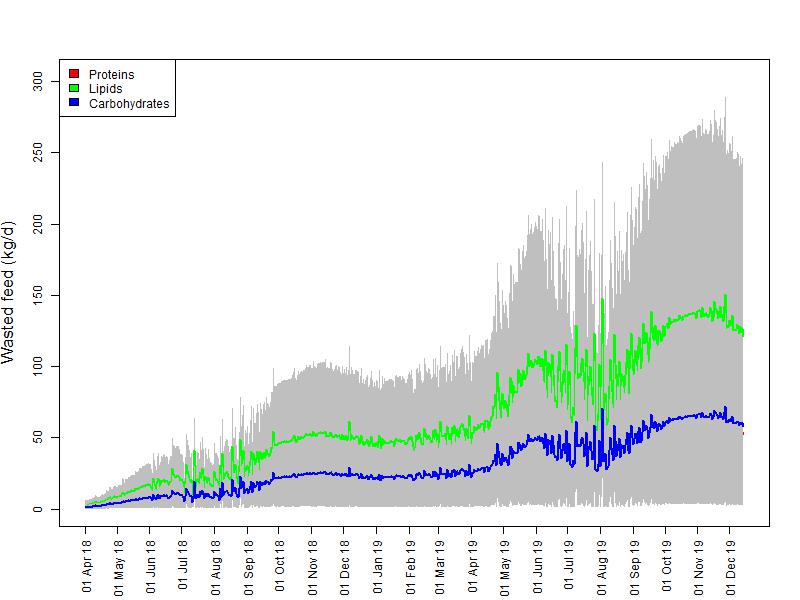 Proteins
Lipids
Carbohydrates
Wasted feed (kg/d)
300
250
200
150
100
50
0
01 Apr 18
01 May 18
01 Jun 18
01 Jul 18
01 Aug 18
01 Sep 18
01 Oct 18
01 Nov 18
01 Dec 18
01 Jan 19
01 Feb 19
01 Mar 19
01 Apr 19
01 May 19
01 Jun 19
01 Jul 19
01 Aug 19
01 Sep 19
01 Oct 19
01 Nov 19
01 Dec 19